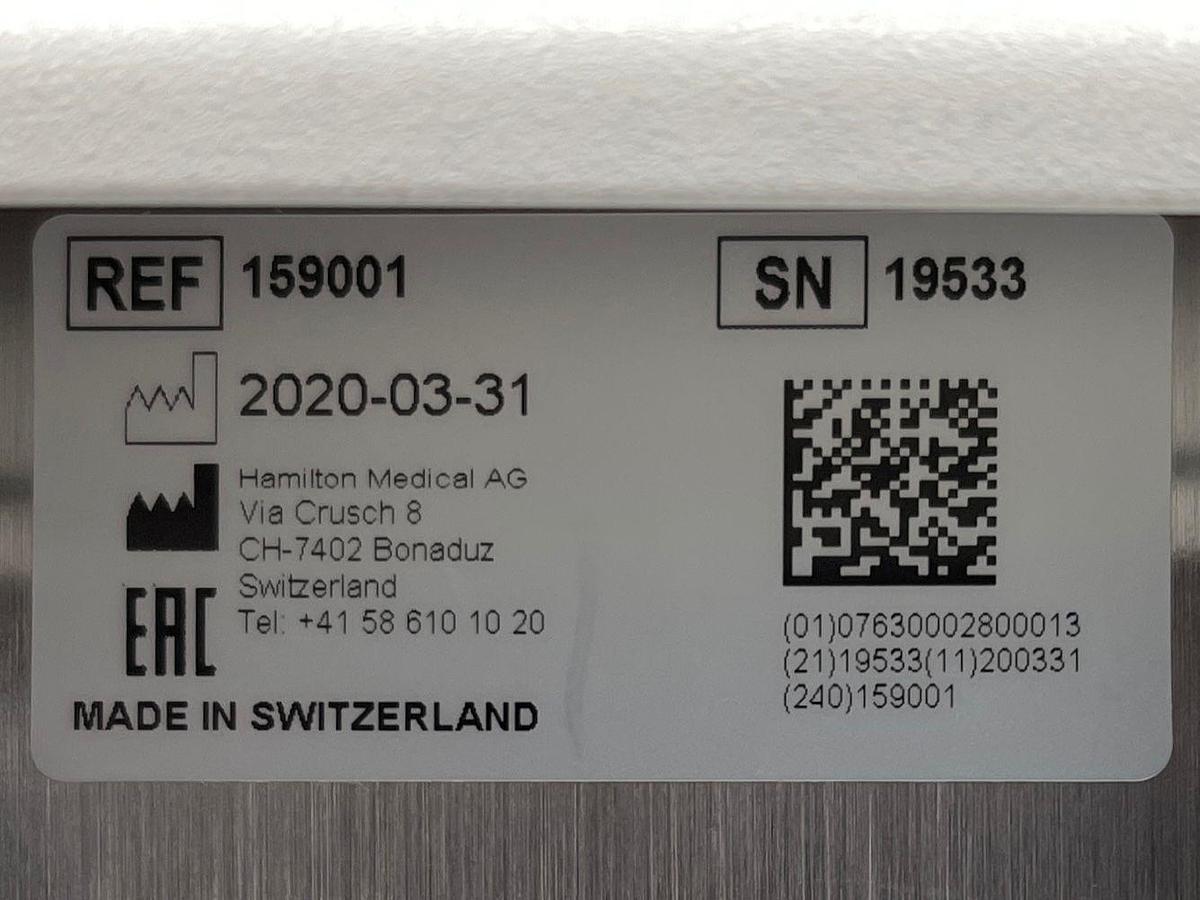 REF 159001
SN 19533
2020-03-31
Hamilton Medical AG
Via Crusch 8
CH-7402 Bonaduz
Switzerland
Tel: +41 58 610 10 20
EAC
MADE IN SWITZERLAND
(01)07630002800013
(21)19533(11)200331
(240)159001